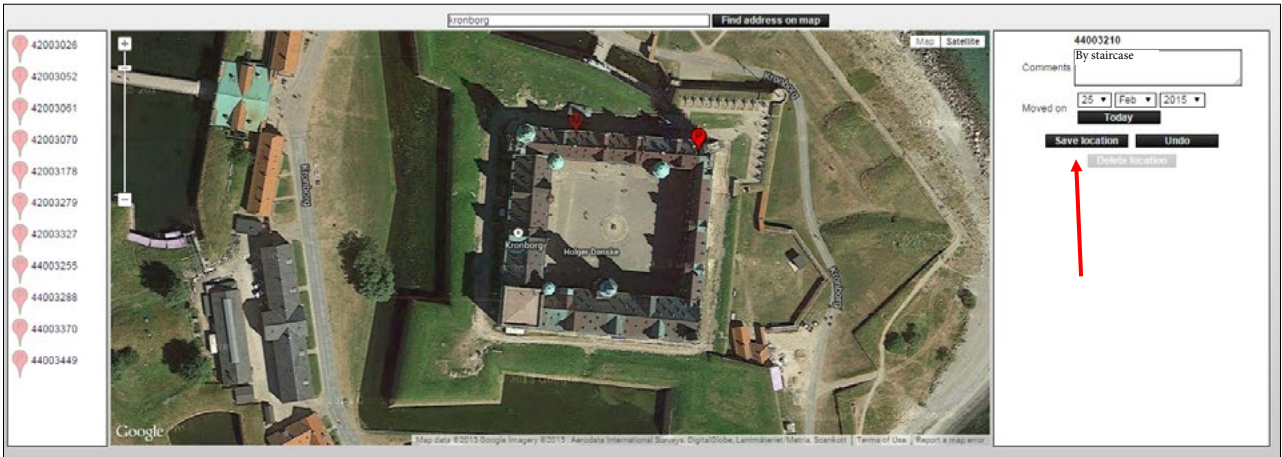 kronborg Find address on map
42003026
42003052
42003061
42003070
42003178
42003279
42003327
44003255
44003288
44003370
44003449
Map Satellite
Kronborg
Kronborg
Kronborg
Holger Danske
Kronborg
Google
Map data ©2015 Google Imagery ©2015 , Aerodata International Surveys, DigitalGlobe, Lantmäteriet/Metria, Scankort Terms of Use Report a map error
44003210
Comments By staircase
Moved on 25 Feb 2015
Today
Save location Undo
Delete location